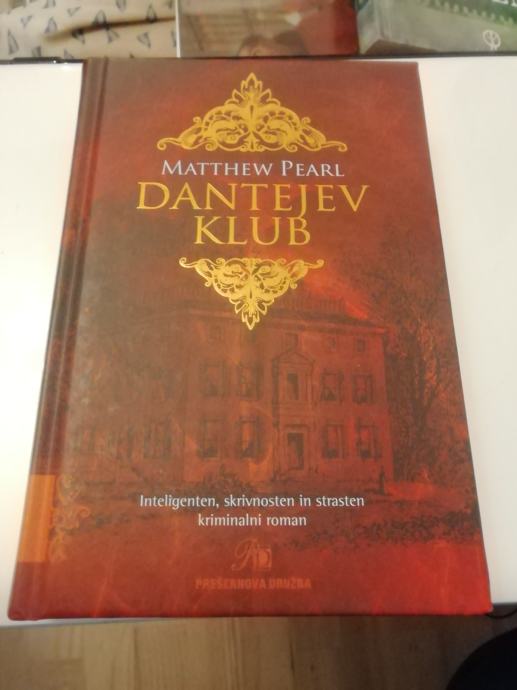 MATTHEW PEARL
DANTEJEV
KLUB
Inteligenten, skrivnosten in strasten
kriminalni roman
PREŠERNOVA DRUŽBA